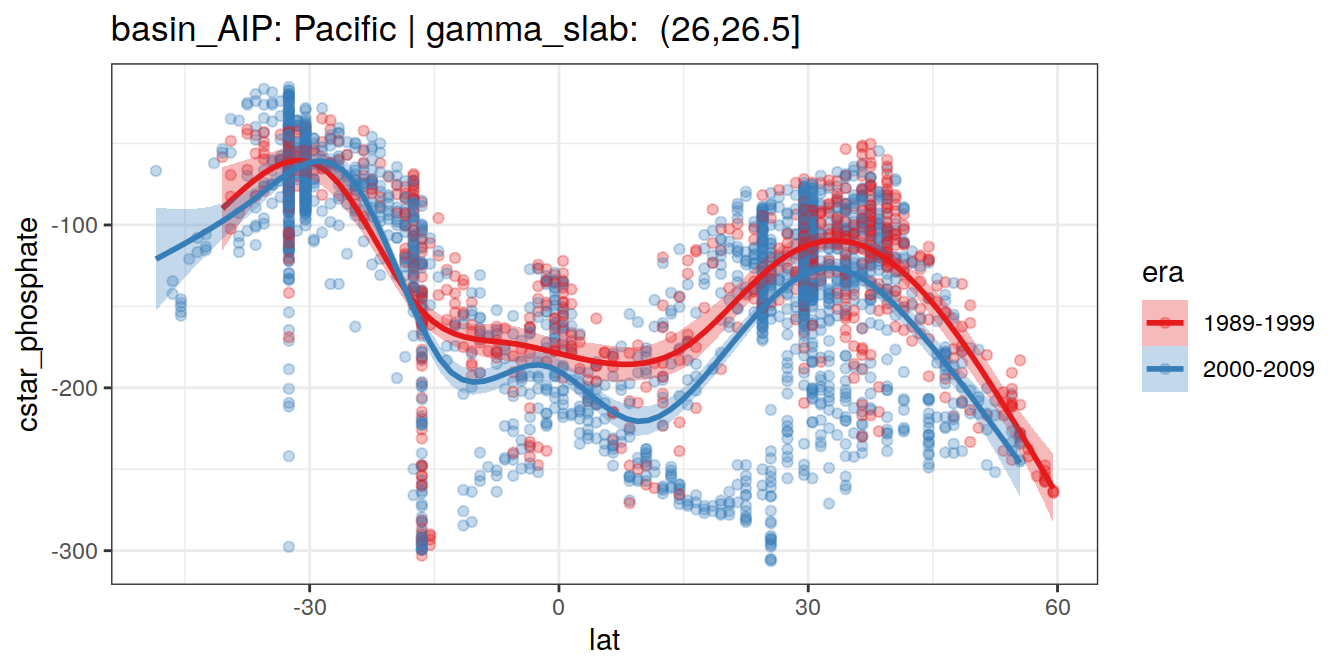 basin_AIP: Pacific | gamma_slab:  (26,26.5]
cstar_phosphate
-100
-200
-300
-30
0
30
60
lat
era
1989-1999
2000-2009